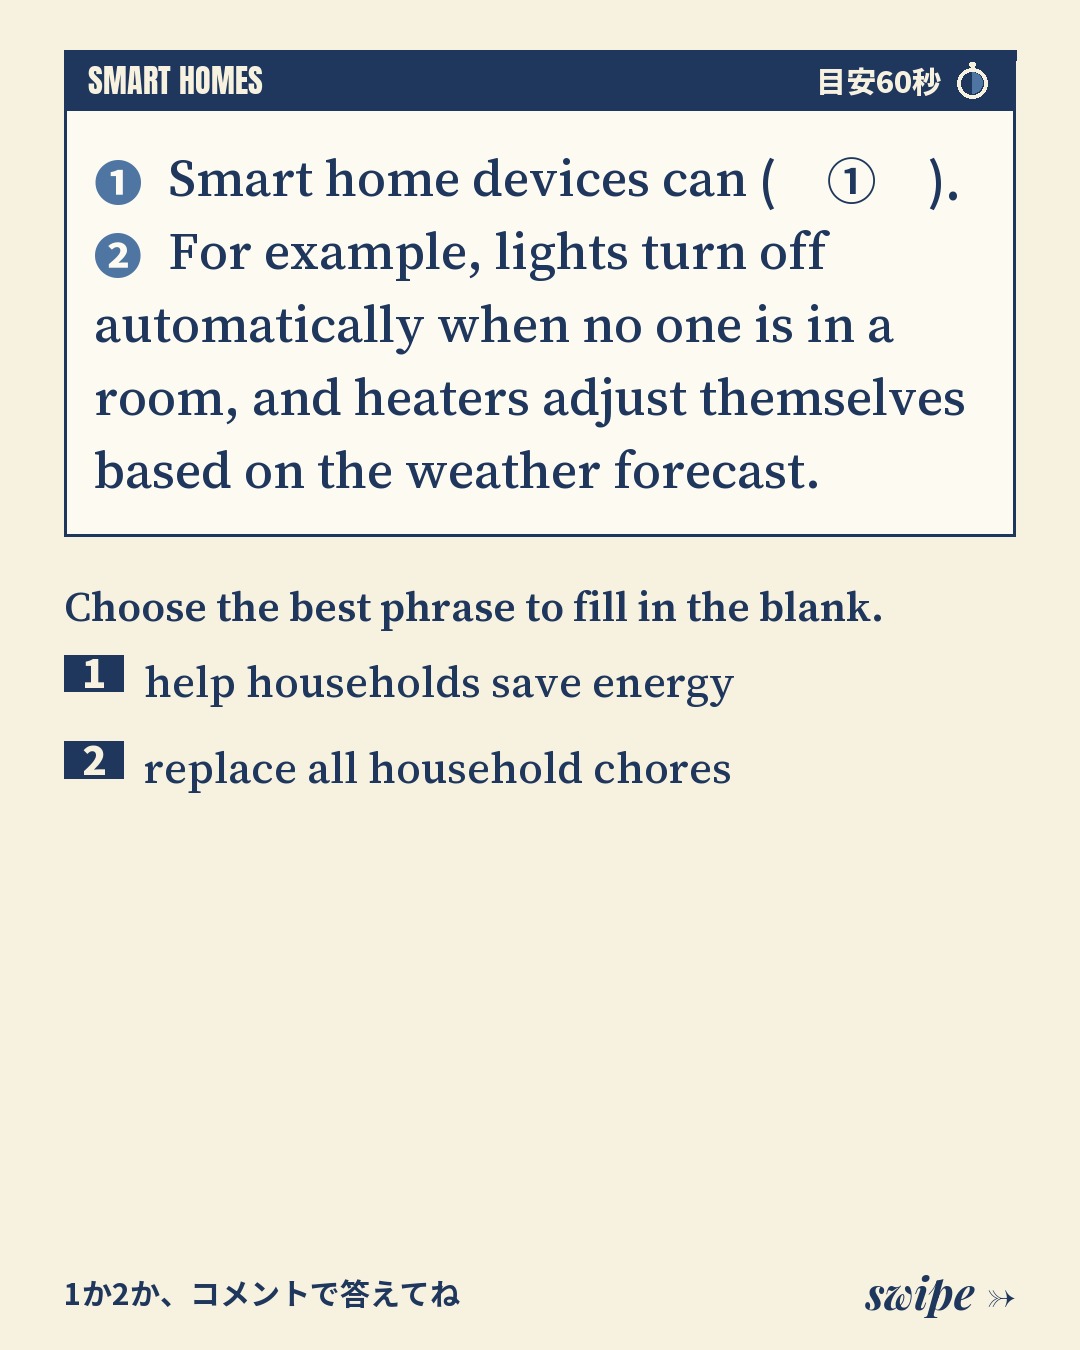 SMART HOMES 目安60秒
❶ Smart home devices can ( ① ).
❷ For example, lights turn off
automatically when no one is in a
room, and heaters adjust themselves
based on the weather forecast.
Choose the best phrase to fill in the blank.
1 help households save energy
2 replace all household chores
1か2か、コメントで答えてね swipe